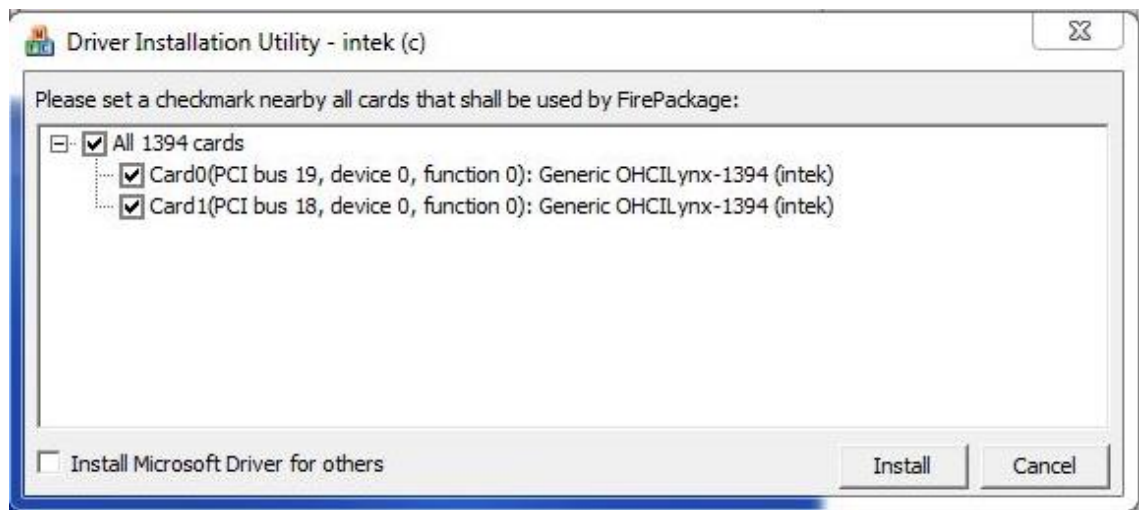 Driver Installation Utility - intek (c)
Please set a checkmark nearby all cards that shall be used by FirePackage:
All 1394 cards
Card0(PCI bus 19, device 0, function 0): Generic OHCILynx-1394 (intek)
Card1(PCI bus 18, device 0, function 0): Generic OHCILynx-1394 (intek)
Install Microsoft Driver for others
Install
Cancel